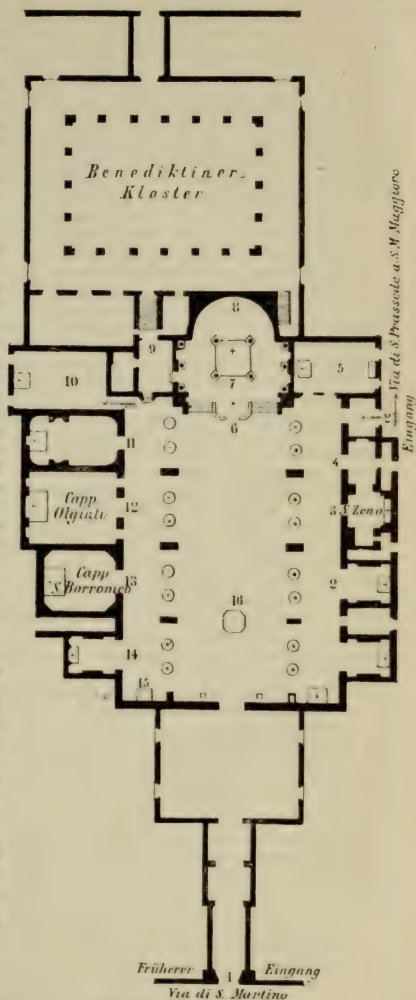 Benediktiner=
Kloster
Via di S. Prassede a S. M. Maggiore
Eingang
8
9
10
7
5
6
11
4
Capp
Olgiati
12
3
S. Zeno
Capp
S. Borromeo
13
2
16
14
15
Früherer
1
Eingang
Via di S. Martino